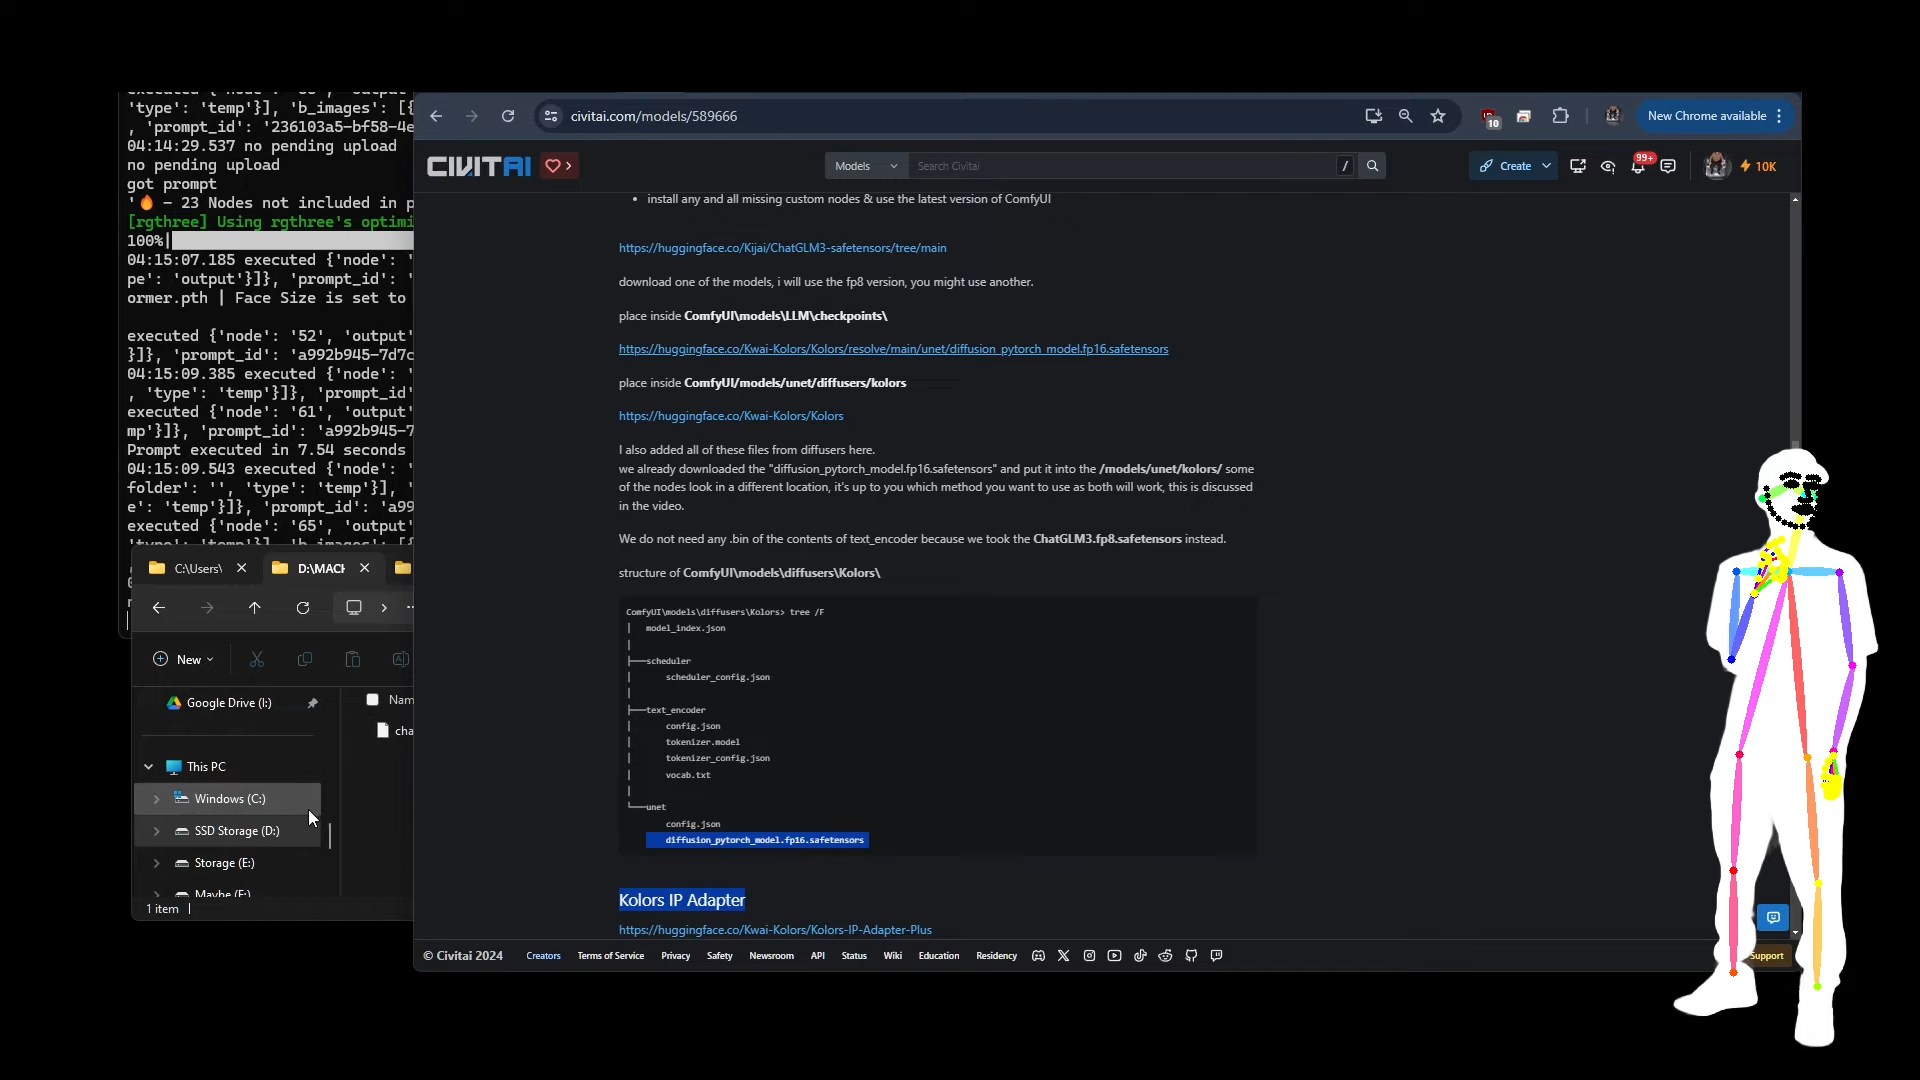 'type': 'temp'}], 'b_images': [{
, 'prompt_id': '236103a5-bf58-4e
04:14:29.537 no pending upload
no pending upload
got prompt
'🔥 - 23 Nodes not included in p
[rgthree] Using rgthree's optimi
100%|
04:15:07.185 executed {'node': '
pe': 'output'}]}, 'prompt_id': '
ormer.pth | Face Size is set to
executed {'node': '52', 'output'
}]}, 'prompt_id': 'a992b945-7d7c
04:15:09.385 executed {'node': '
, 'type': 'temp'}]}, 'prompt_id'
executed {'node': '61', 'output'
mp'}]}, 'prompt_id': 'a992b945-7
Prompt executed in 7.54 seconds
04:15:09.543 executed {'node': '
folder': '', 'type': 'temp'}], '
e': 'temp'}]}, 'prompt_id': 'a99
executed {'node': '65', 'output'
C:\Users\
D:\MACH
New
Google Drive (I:)
Nam
cha
This PC
Windows (C:)
SSD Storage (D:)
Storage (E:)
Maybe (F:)
1 item
civitai.com/models/589666
10
New Chrome available
CIVITAI
Models
Search Civitai
/
Create
99+
10K
• install any and all missing custom nodes & use the latest version of ComfyUI
https://huggingface.co/Kijai/ChatGLM3-safetensors/tree/main
download one of the models, i will use the fp8 version, you might use another.
place inside ComfyUI\models\LLM\checkpoints\
https://huggingface.co/Kwai-Kolors/Kolors/resolve/main/unet/diffusion_pytorch_model.fp16.safetensors
place inside ComfyUI/models/unet/diffusers/kolors
https://huggingface.co/Kwai-Kolors/Kolors
I also added all of these files from diffusers here.
we already downloaded the "diffusion_pytorch_model.fp16.safetensors" and put it into the /models/unet/kolors/ some
of the nodes look in a different location, it's up to you which method you want to use as both will work, this is discussed
in the video.
We do not need any .bin of the contents of text_encoder because we took the ChatGLM3.fp8.safetensors instead.
structure of ComfyUI\models\diffusers\Kolors\
ComfyUI\models\diffusers\Kolors> tree /F
│   model_index.json
│
├──scheduler
│       scheduler_config.json
│
├──text_encoder
│       config.json
│       tokenizer.model
│       tokenizer_config.json
│       vocab.txt
│
└──unet
config.json
diffusion_pytorch_model.fp16.safetensors
Kolors IP Adapter
https://huggingface.co/Kwai-Kolors/Kolors-IP-Adapter-Plus
© Civitai 2024
Creators
Terms of Service
Privacy
Safety
Newsroom
API
Status
Wiki
Education
Residency
Support